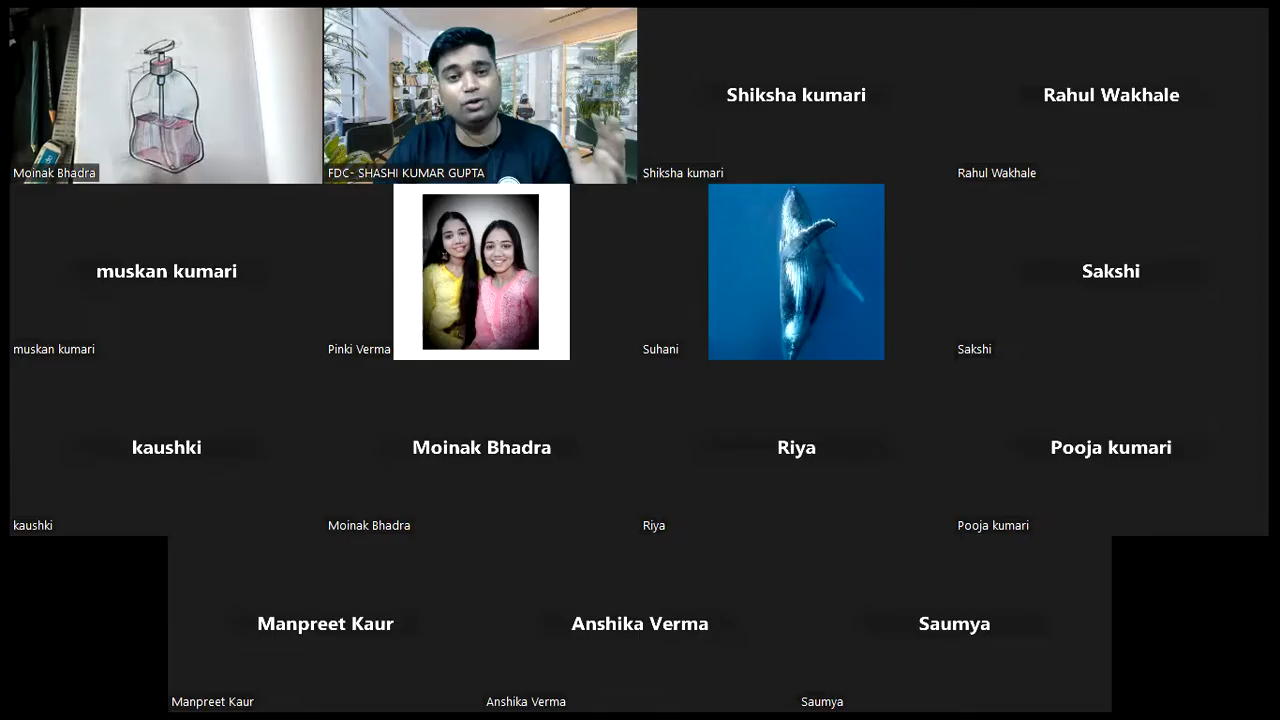 Moinak Bhadra
FDC- SHASHI KUMAR GUPTA
Shiksha kumari
Shiksha kumari
Rahul Wakhale
Rahul Wakhale
muskan kumari
muskan kumari
Pinki Verma
Suhani
Sakshi
Sakshi
kaushki
kaushki
Moinak Bhadra
Moinak Bhadra
Riya
Riya
Pooja kumari
Pooja kumari
Manpreet Kaur
Manpreet Kaur
Anshika Verma
Anshika Verma
Saumya
Saumya